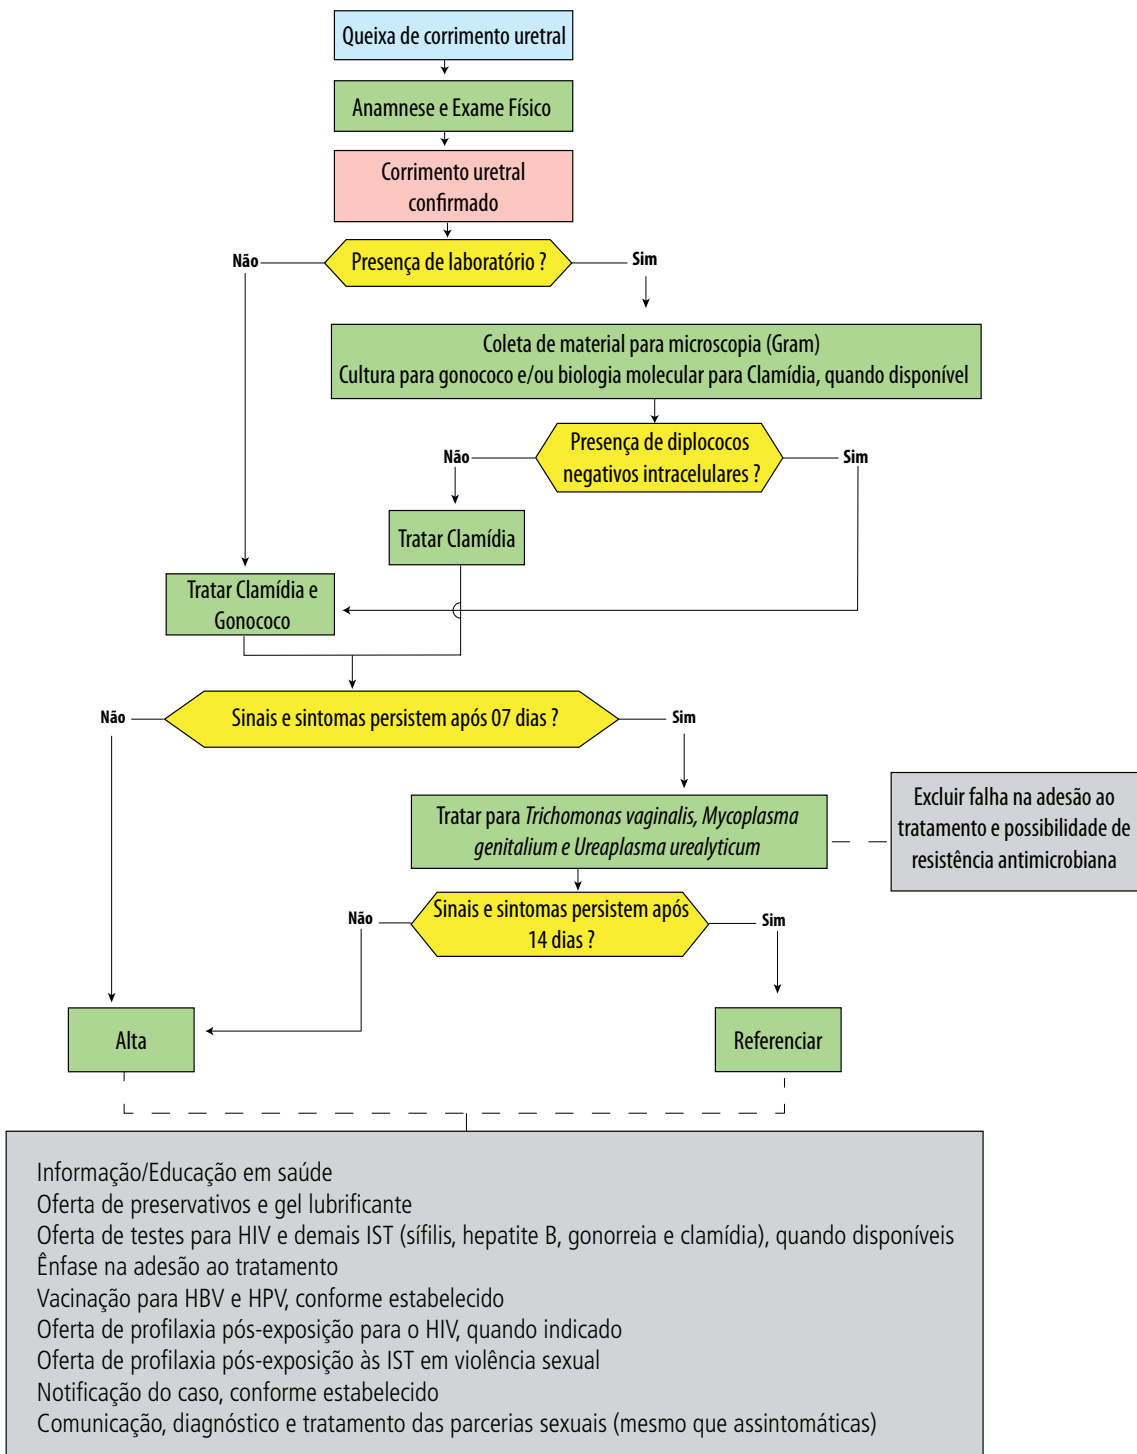 Queixa de corrimento uretral
Anamnese e Exame Físico
Corrimento uretral
confirmado
Presença de laboratório ?
Não
Sim
Coleta de material para microscopia (Gram)
Cultura para gonococo e/ou biologia molecular para Clamídia, quando disponível
Presença de diplococos
negativos intracelulares ?
Não
Sim
Tratar Clamídia
Tratar Clamídia e
Gonococo
Sinais e sintomas persistem após 07 dias ?
Não
Sim
Tratar para Trichomonas vaginalis, Mycoplasma
genitalium e Ureaplasma urealyticum
Excluir falha na adesão ao
tratamento e possibilidade de
resistência antimicrobiana
Sinais e sintomas persistem após
14 dias ?
Não
Sim
Alta
Referenciar
Informação/Educação em saúde
Oferta de preservativos e gel lubrificante
Oferta de testes para HIV e demais IST (sífilis, hepatite B, gonorreia e clamídia), quando disponíveis
Ênfase na adesão ao tratamento
Vacinação para HBV e HPV, conforme estabelecido
Oferta de profilaxia pós-exposição para o HIV, quando indicado
Oferta de profilaxia pós-exposição às IST em violência sexual
Notificação do caso, conforme estabelecido
Comunicação, diagnóstico e tratamento das parcerias sexuais (mesmo que assintomáticas)